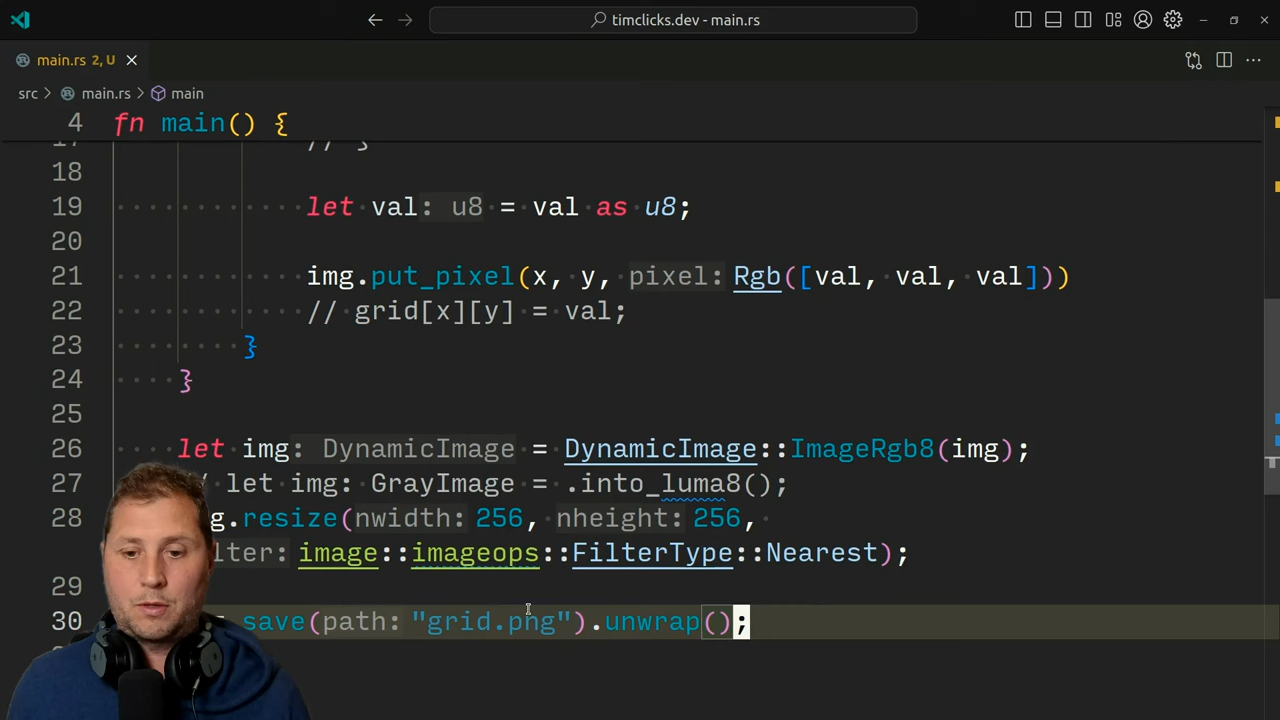 timclicks.dev - main.rs
main.rs 2, U
src > main.rs > main
4 fn main() {
17 // }
18
19 let val: u8 = val as u8;
20
21 img.put_pixel(x, y, pixel: Rgb([val, val, val]))
22 // grid[x][y] = val;
23 }
24 }
25
26 let img: DynamicImage = DynamicImage::ImageRgb8(img);
27 / let img: GrayImage = .into_luma8();
28 g.resize(nwidth: 256, nheight: 256,
lter: image::imageops::FilterType::Nearest);
29
30 save(path: "grid.png").unwrap();